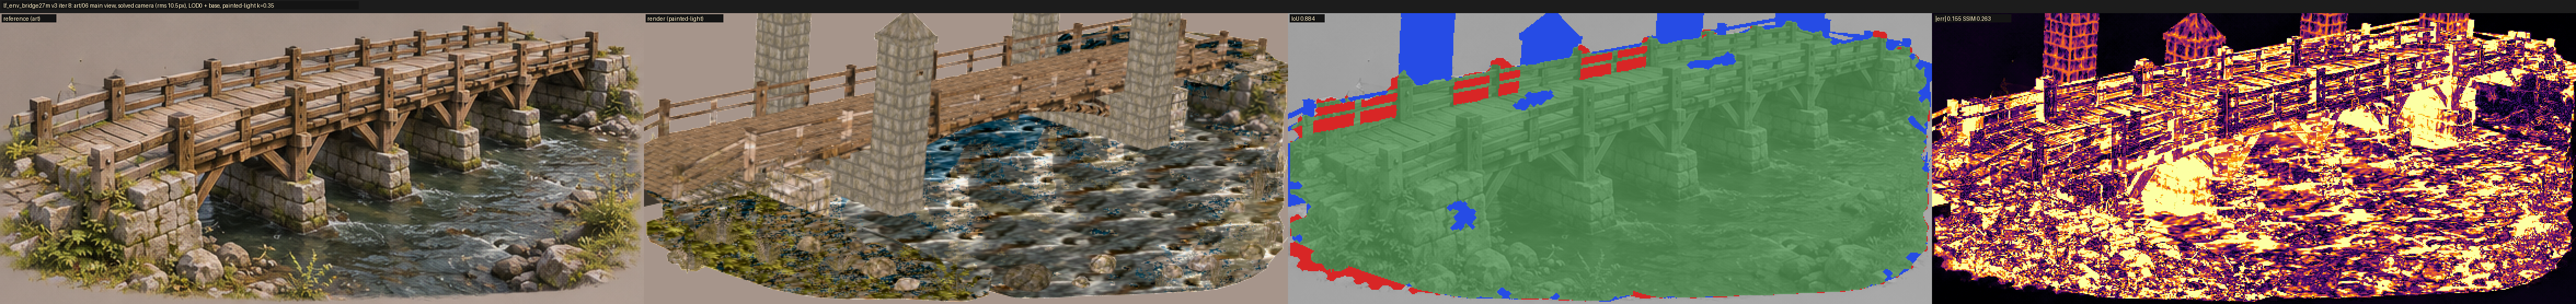 lf_env_bridge27m v3 iter 8: art/06 main view, solved camera (rms 10.5px), LOD0 + base, painted-light k=0.35
reference (art)
render (painted-light)
IoU 0.884
|err| 0.155 SSIM 0.263